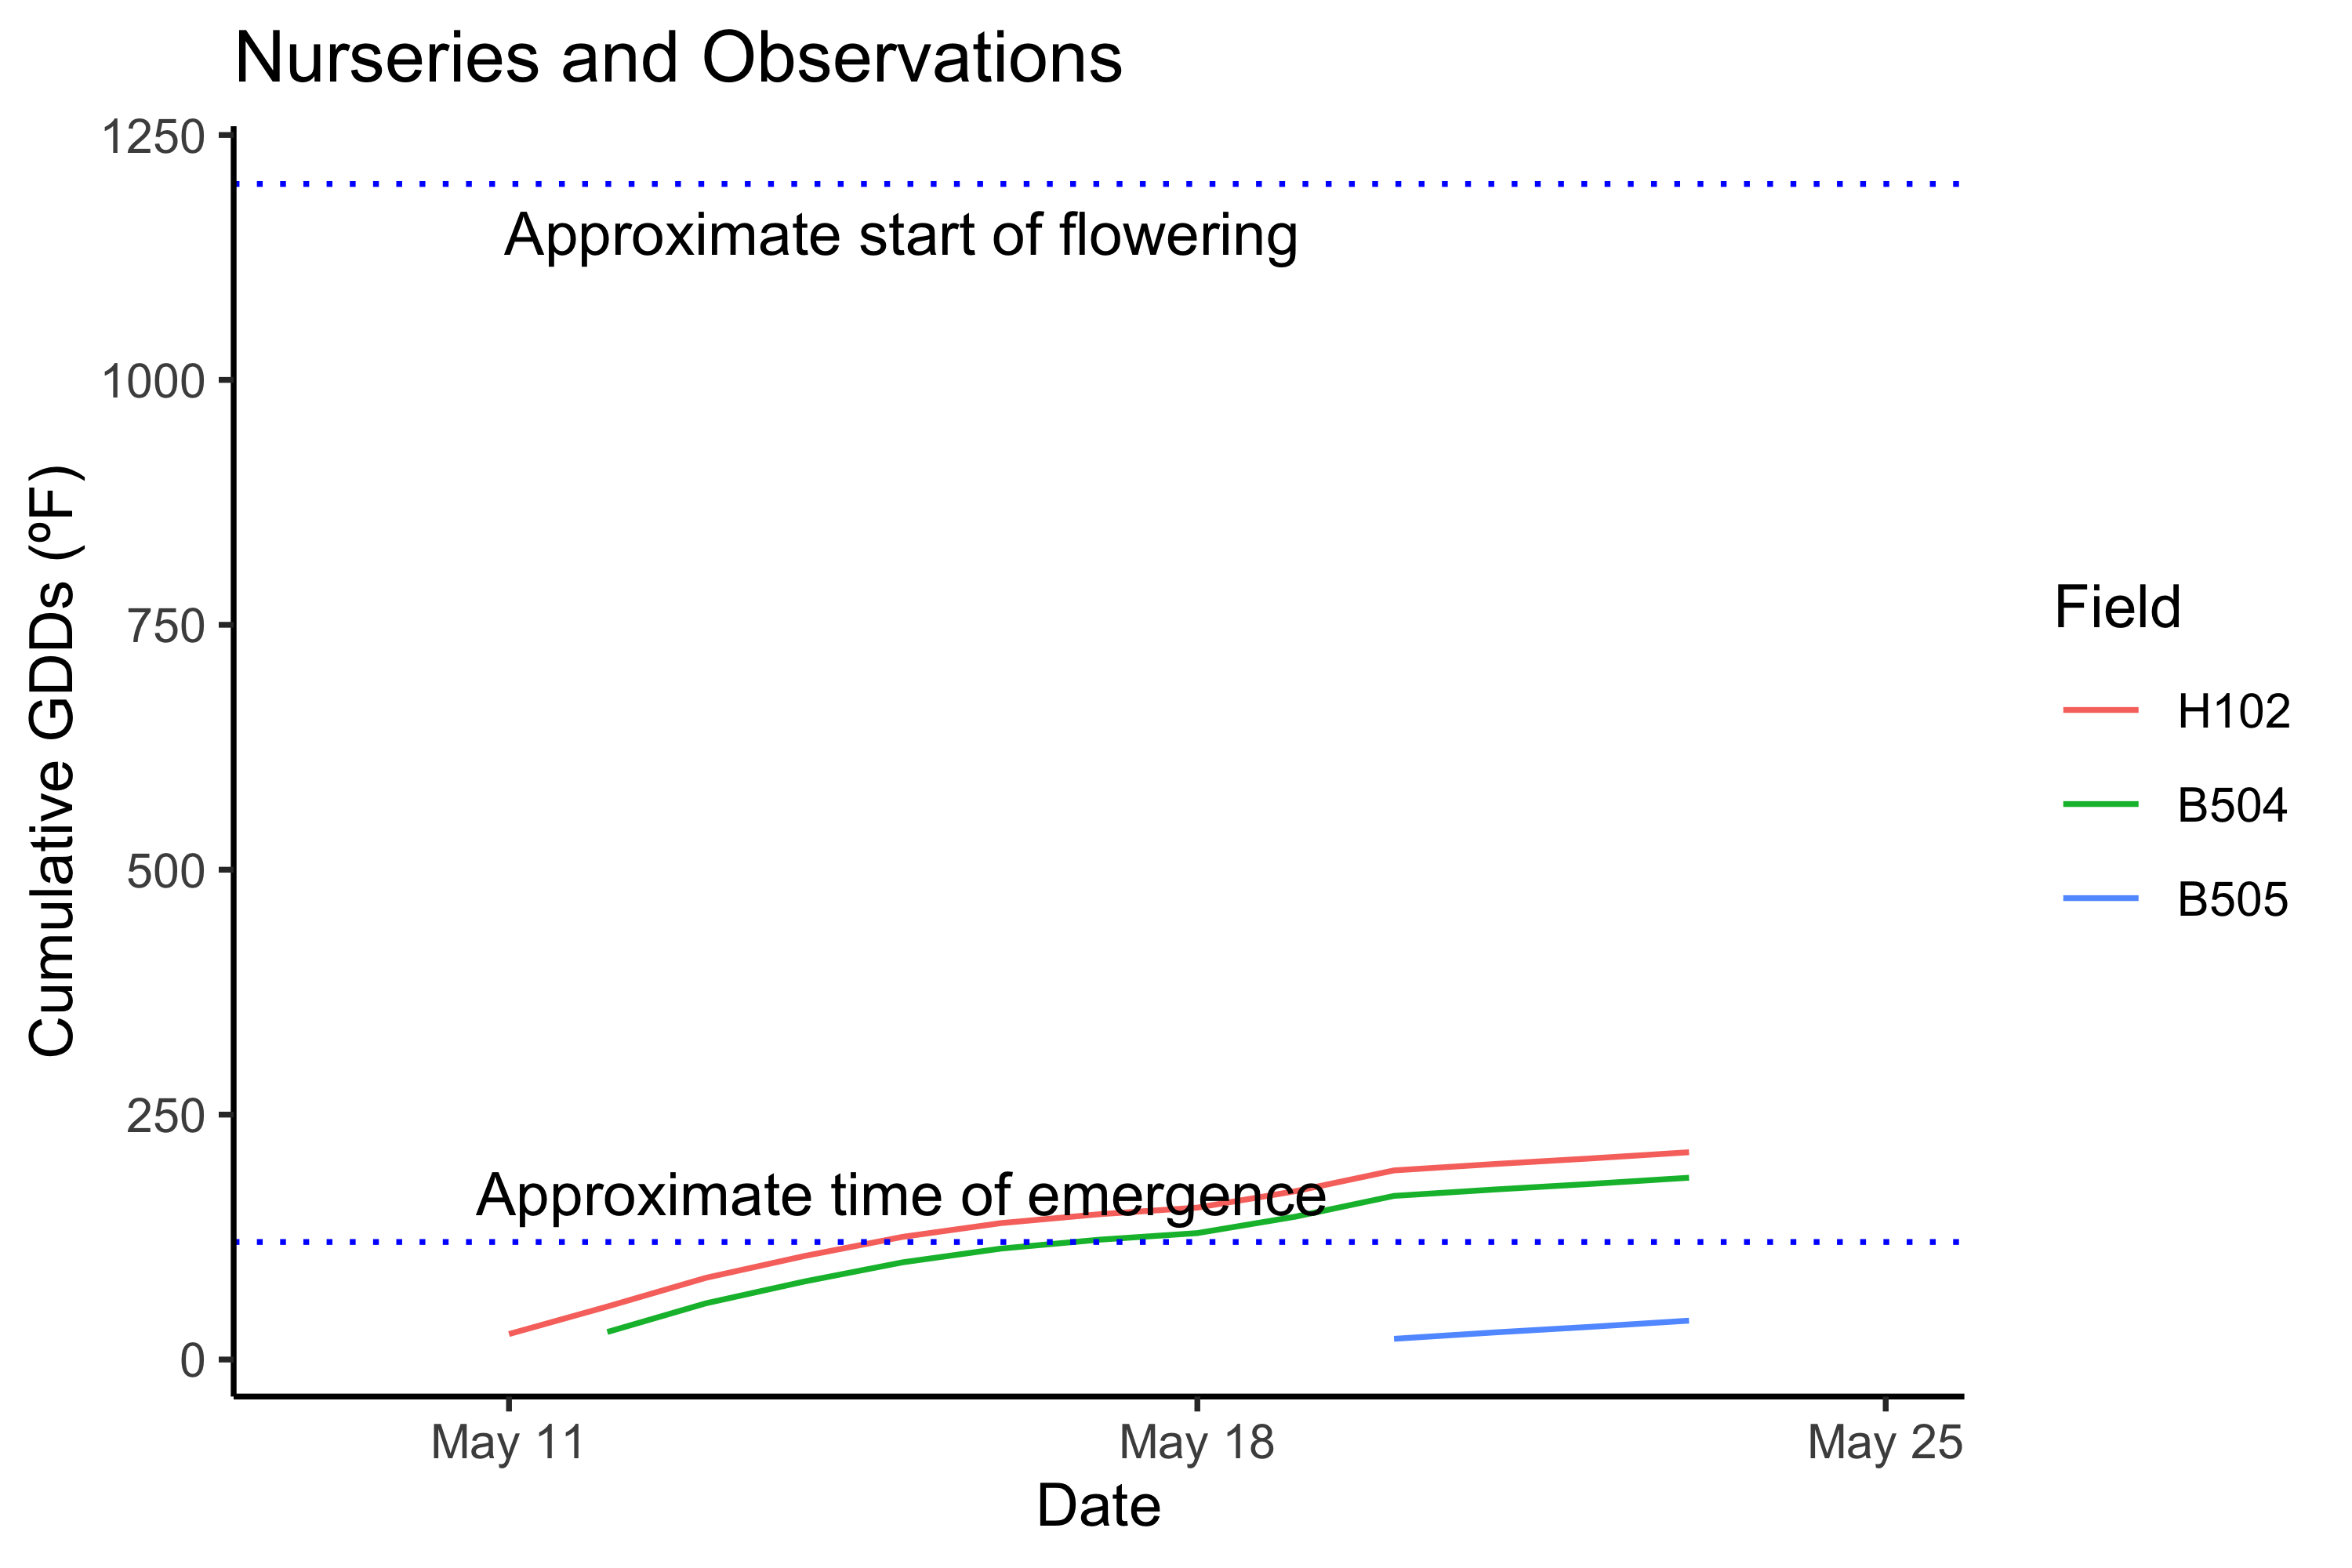 Nurseries and Observations
1250
Approximate start of flowering
1000
Cumulative GDDs (ºF)
750
Field
H102
B504
500
B505
250
Approximate time of emergence
0
May 11
May 18
May 25
Date